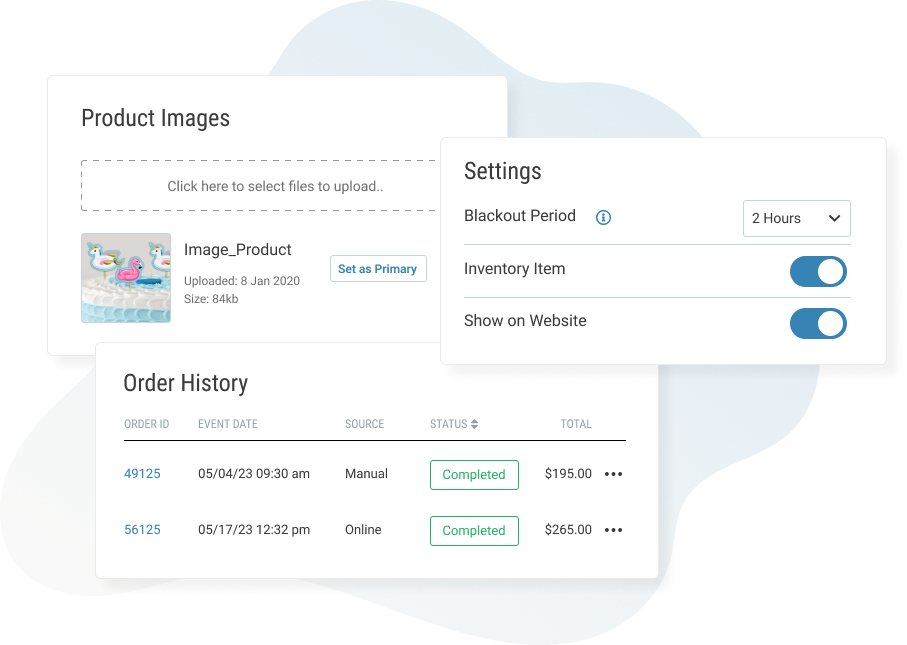 Product Images
Click here to select files to upload..
Image_Product
Uploaded: 8 Jan 2020
Size: 84kb
Set as Primary
Settings
Blackout Period
2 Hours
Inventory Item
Show on Website
Order History
ORDER ID EVENT DATE SOURCE STATUS TOTAL
49125 05/04/23 09:30 am Manual Completed $195.00
56125 05/17/23 12:32 pm Online Completed $265.00